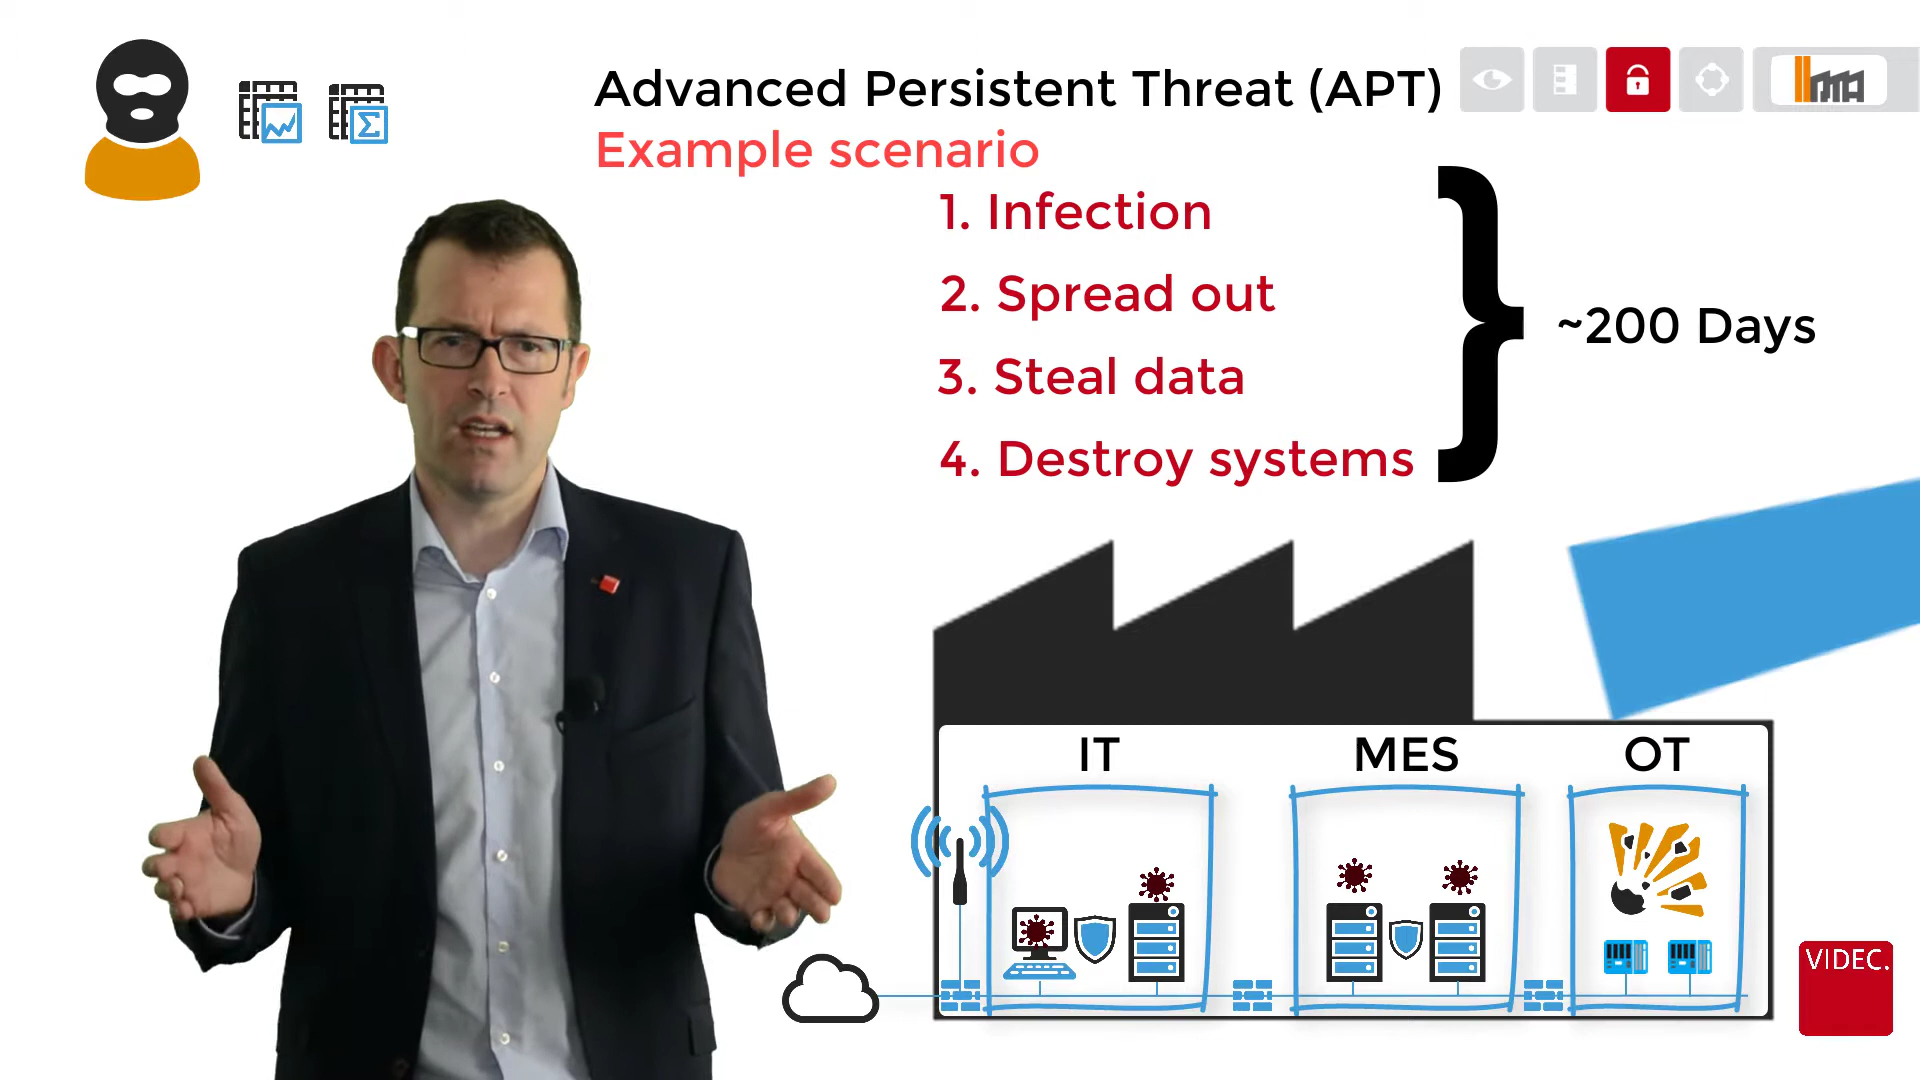 Advanced Persistent Threat (APT)
Example scenario
1. Infection
2. Spread out
3. Steal data
4. Destroy systems
~200 Days
IT
MES
OT
VIDEC.